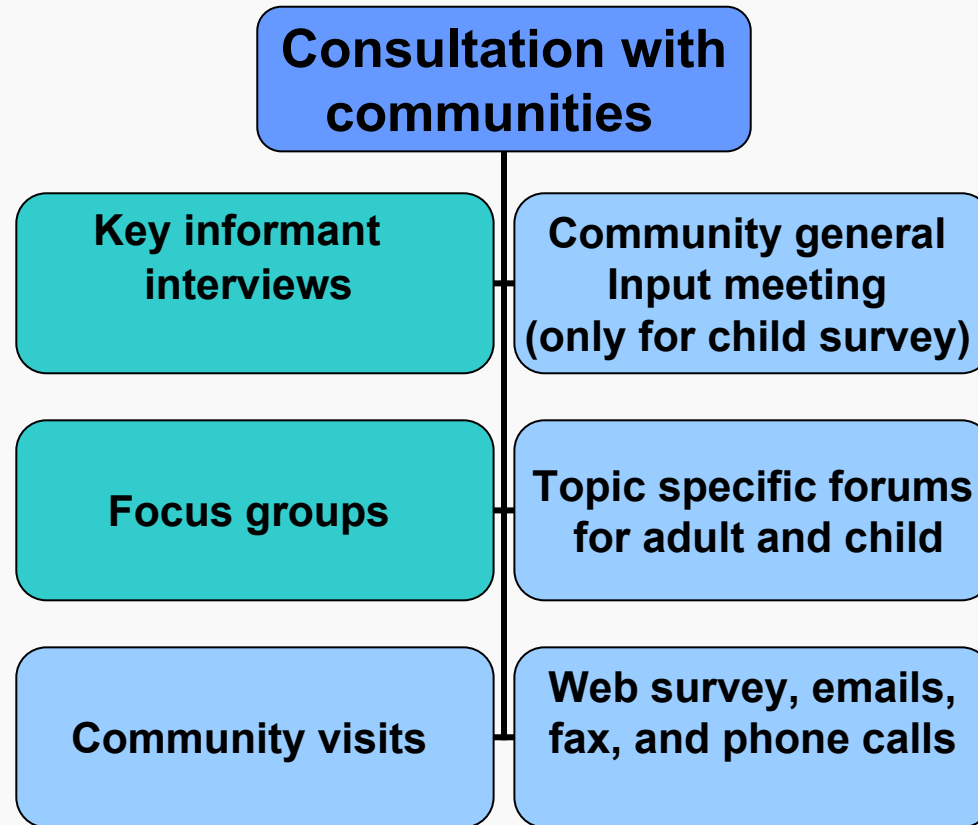 Consultation with
communities
Key informant
interviews
Community general
Input meeting
(only for child survey)
Focus groups
Topic specific forums
for adult and child
Community visits
Web survey, emails,
fax, and phone calls